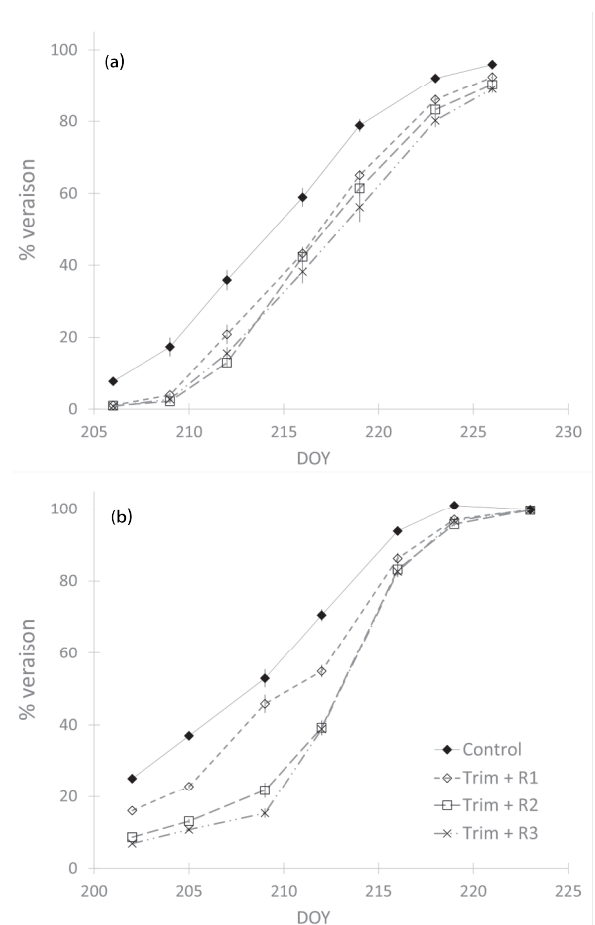 (a)
100
80
60
40
20
0
% veraison
205 210 215 220 225 230
DOY
(b)
100
80
60
40
20
0
% veraison
Control
Trim + R1
Trim + R2
Trim + R3
200 205 210 215 220 225
DOY